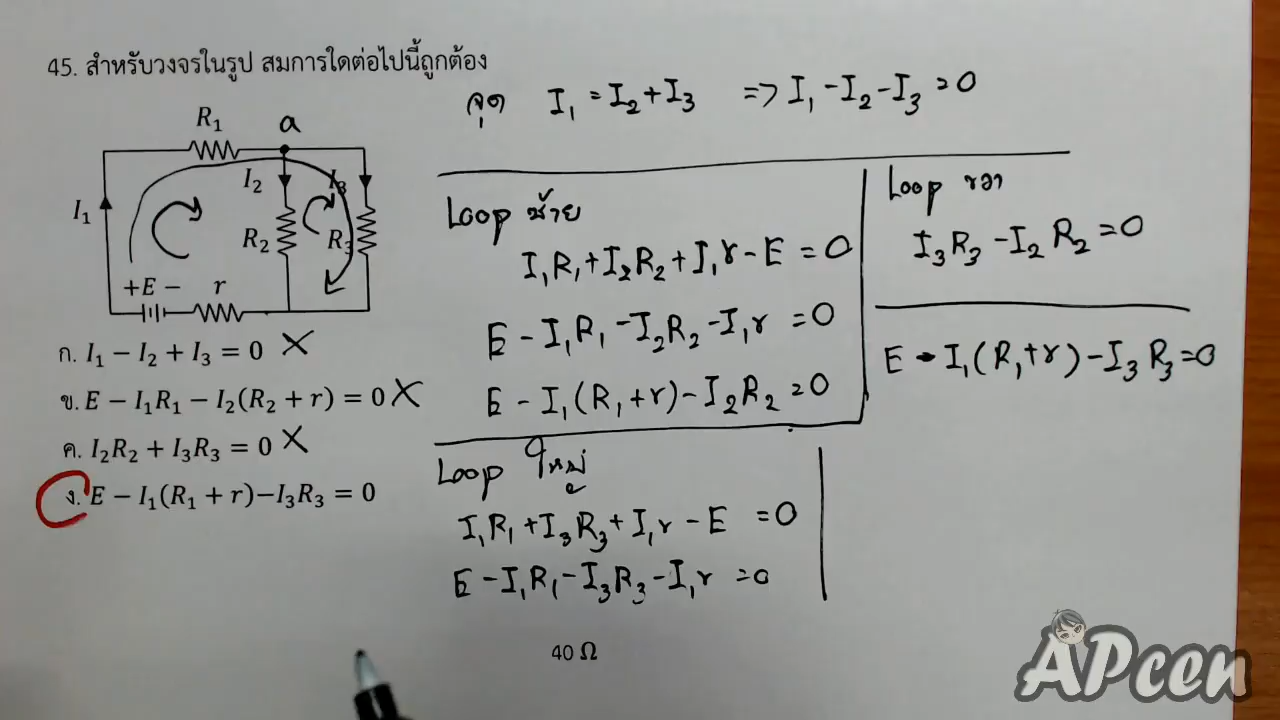 45. สำหรับวงจรในรูป สมการใดต่อไปนี้ถูกต้อง
จุด I₁ = I₂ + I₃ => I₁ - I₂ - I₃ = 0
R₁
a
I₁
I₂
I₃
R₂
R₃
+E −
r
ก. I₁ − I₂ + I₃ = 0 X
ข. E − I₁R₁ − I₂(R₂ + r) = 0 X
ค. I₂R₂ + I₃R₃ = 0 X
ง. E − I₁(R₁ + r)−I₃R₃ = 0
Loop ซ้าย
I₁R₁ + I₂R₂ + I₁r - E = 0
E - I₁R₁ - I₂R₂ - I₁r = 0
E - I₁(R₁+r) - I₂R₂ = 0
Loop ขวา
I₃R₃ - I₂R₂ = 0
E - I₁(R₁+r) - I₃R₃ = 0
Loop ใหญ่
I₁R₁ + I₃R₃ + I₁r - E = 0
E - I₁R₁ - I₃R₃ - I₁r = 0
40 Ω
APcen